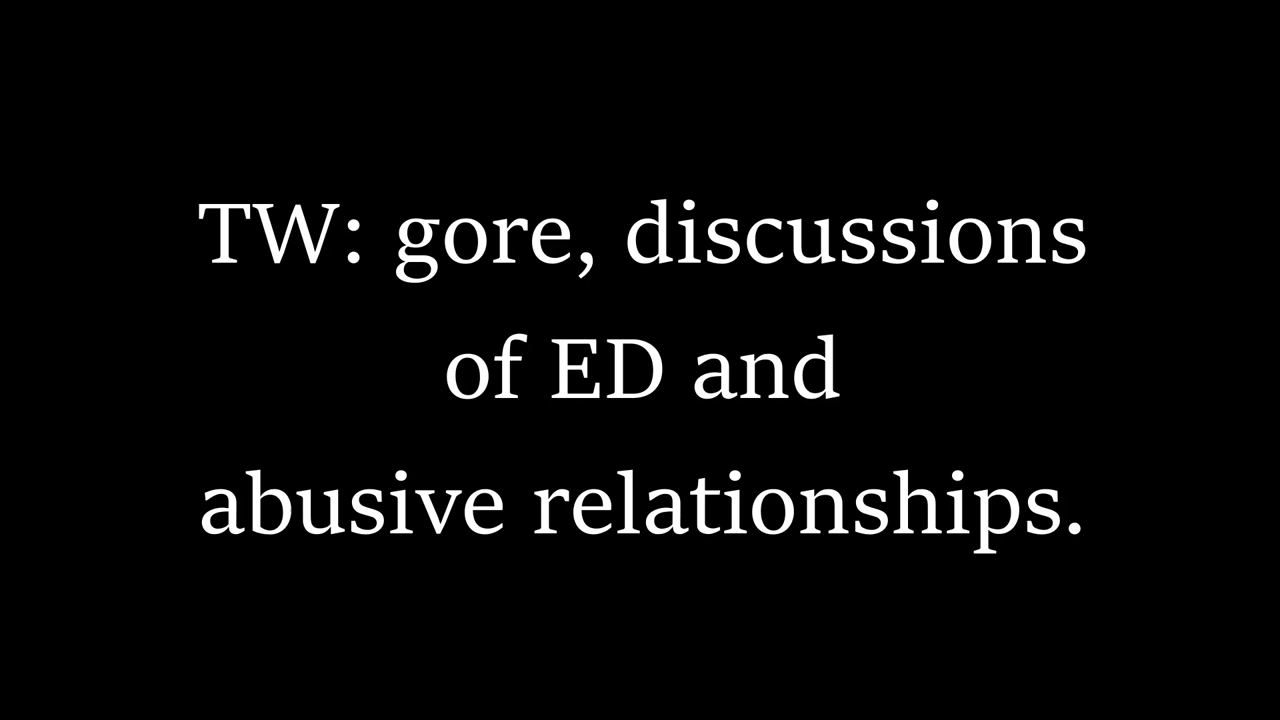 TW: gore, discussions
of ED and
abusive relationships.